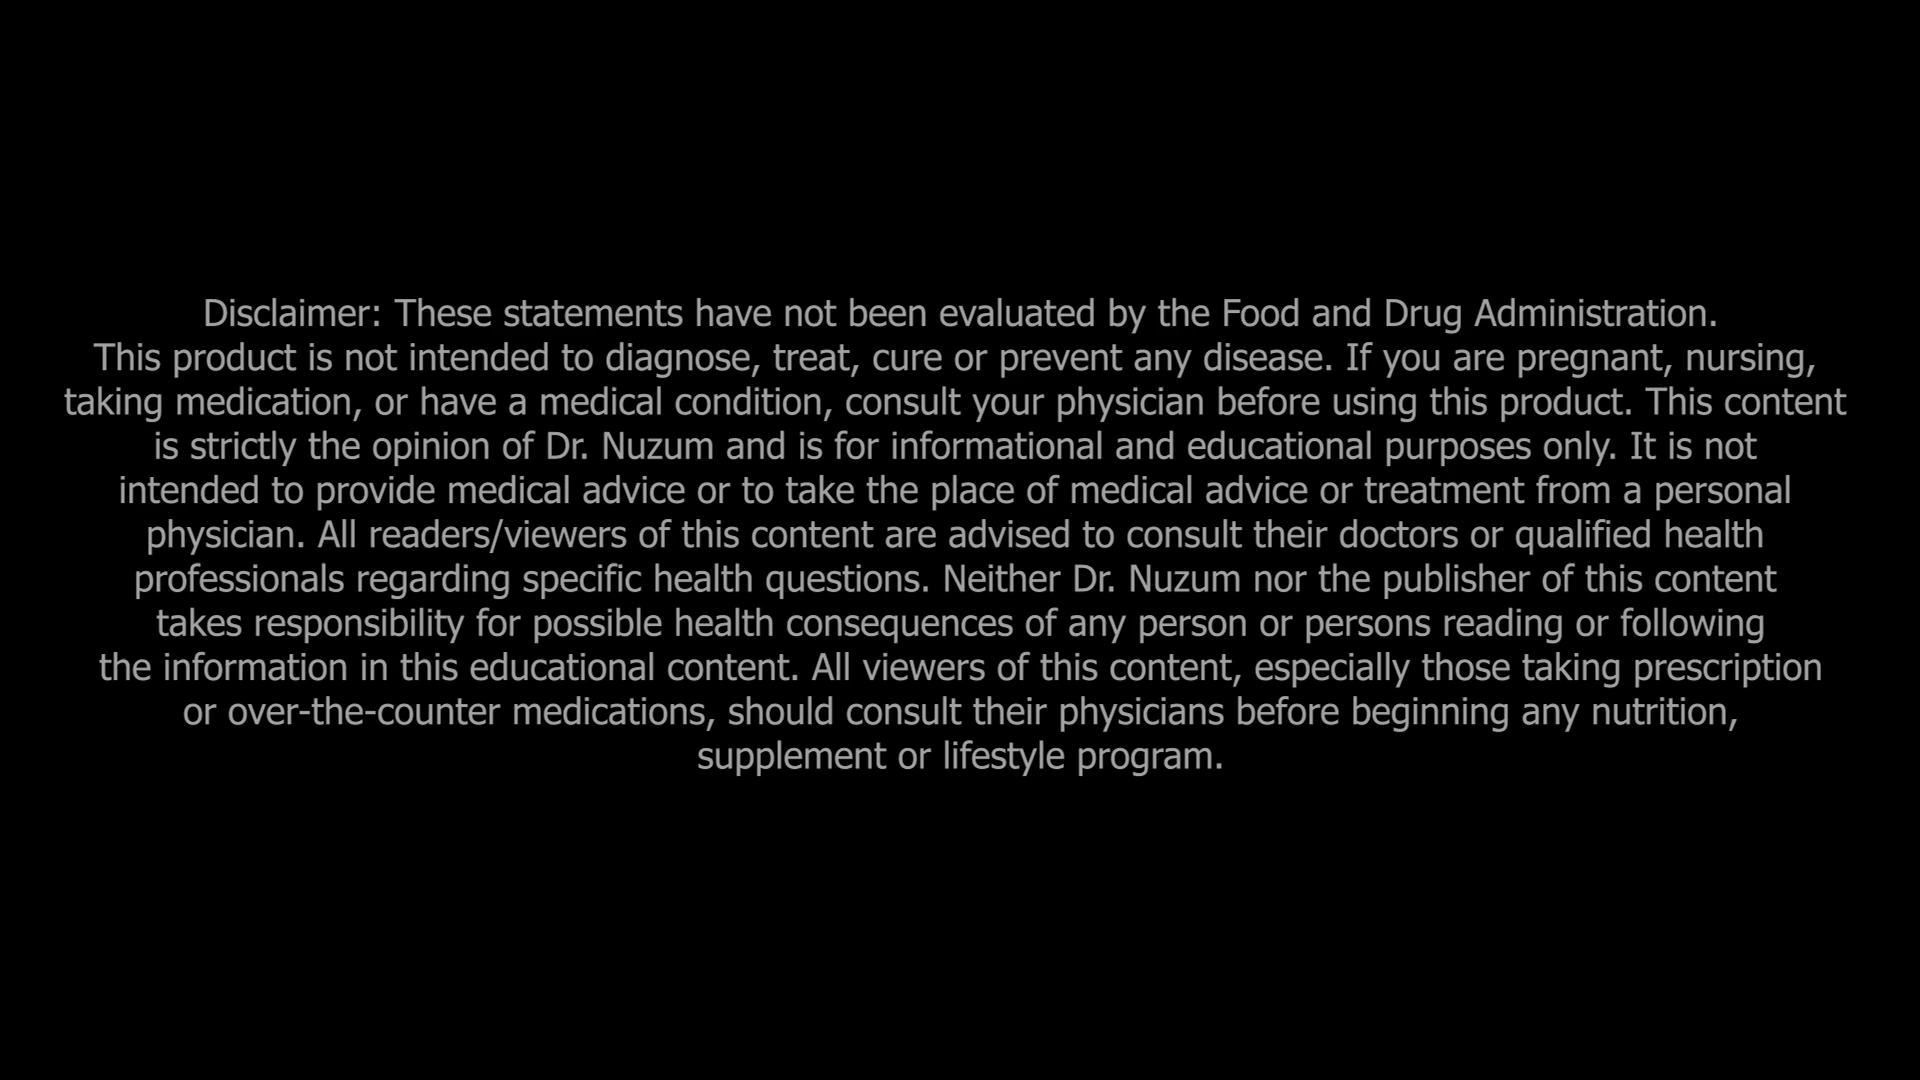 Disclaimer: These statements have not been evaluated by the Food and Drug Administration.
This product is not intended to diagnose, treat, cure or prevent any disease. If you are pregnant, nursing,
taking medication, or have a medical condition, consult your physician before using this product. This content
is strictly the opinion of Dr. Nuzum and is for informational and educational purposes only. It is not
intended to provide medical advice or to take the place of medical advice or treatment from a personal
physician. All readers/viewers of this content are advised to consult their doctors or qualified health
professionals regarding specific health questions. Neither Dr. Nuzum nor the publisher of this content
takes responsibility for possible health consequences of any person or persons reading or following
the information in this educational content. All viewers of this content, especially those taking prescription
or over-the-counter medications, should consult their physicians before beginning any nutrition,
supplement or lifestyle program.